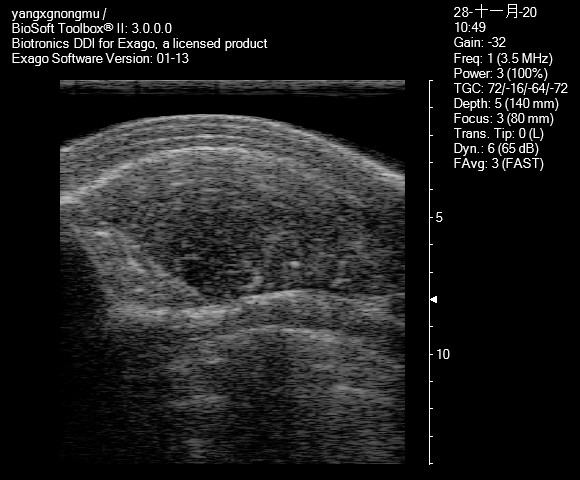 yangxgnongmu /
BioSoft Toolbox® II: 3.0.0.0
Biotronics DDI for Exago, a licensed product
Exago Software Version: 01-13
28-十一月-20
10:49
Gain: -32
Freq: 1 (3.5 MHz)
Power: 3 (100%)
TGC: 72/-16/-64/-72
Depth: 5 (140 mm)
Focus: 3 (80 mm)
Trans. Tip: 0 (L)
Dyn.: 6 (65 dB)
FAvg: 3 (FAST)
5
10